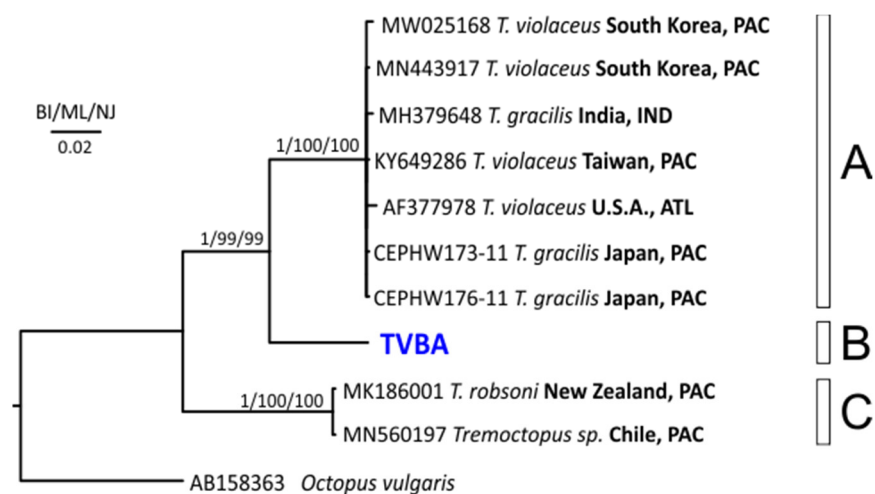 MW025168 T. violaceus South Korea, PAC
MN443917 T. violaceus South Korea, PAC
BI/ML/NJ
0.02
MH379648 T. gracilis India, IND
1/100/100
KY649286 T. violaceus Taiwan, PAC
A
AF377978 T. violaceus U.S.A., ATL
1/99/99
CEPHW173-11 T. gracilis Japan, PAC
CEPHW176-11 T. gracilis Japan, PAC
TVBA
B
MK186001 T. robsoni New Zealand, PAC
1/100/100
C
MN560197 Tremoctopus sp. Chile, PAC
AB158363 Octopus vulgaris